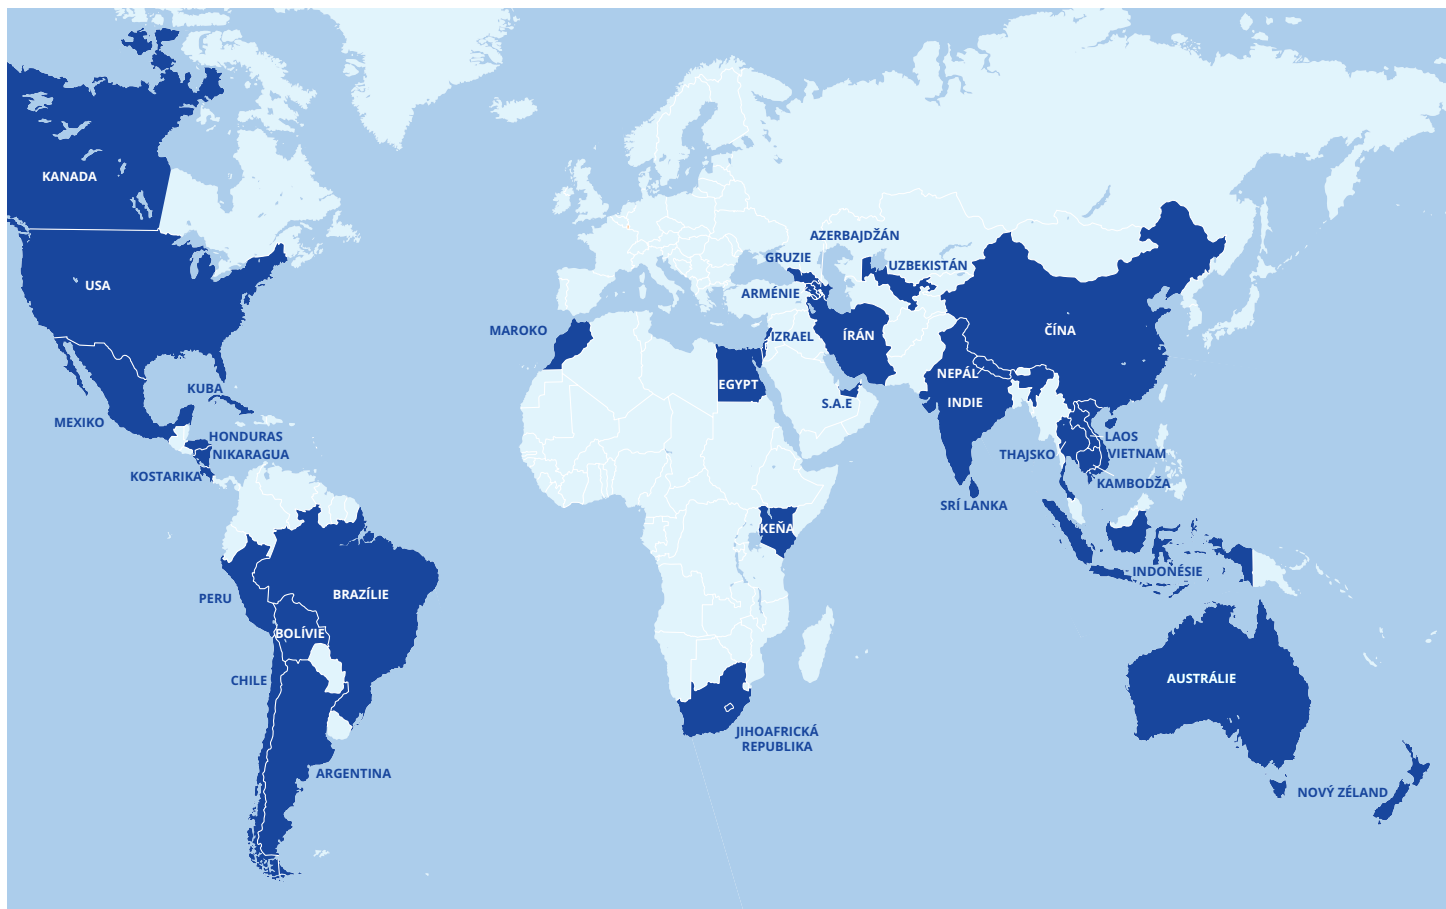 KANADA
AZERBAJDŽÁN
GRUZIE
UZBEKISTÁN
USA
ARMÉNIE
MAROKO
IZRAEL
ÍRÁN
ČÍNA
NEPÁL
EGYPT
KUBA
S.A.E
INDIE
MEXIKO
HONDURAS
LAOS
NIKARAGUA
THAJSKO
VIETNAM
KOSTARIKA
KAMBODŽA
SRÍ LANKA
KEŇA
INDONÉSIE
BRAZÍLIE
PERU
BOLÍVIE
CHILE
AUSTRÁLIE
JIHOAFRICKÁ
REPUBLIKA
ARGENTINA
NOVÝ ZÉLAND